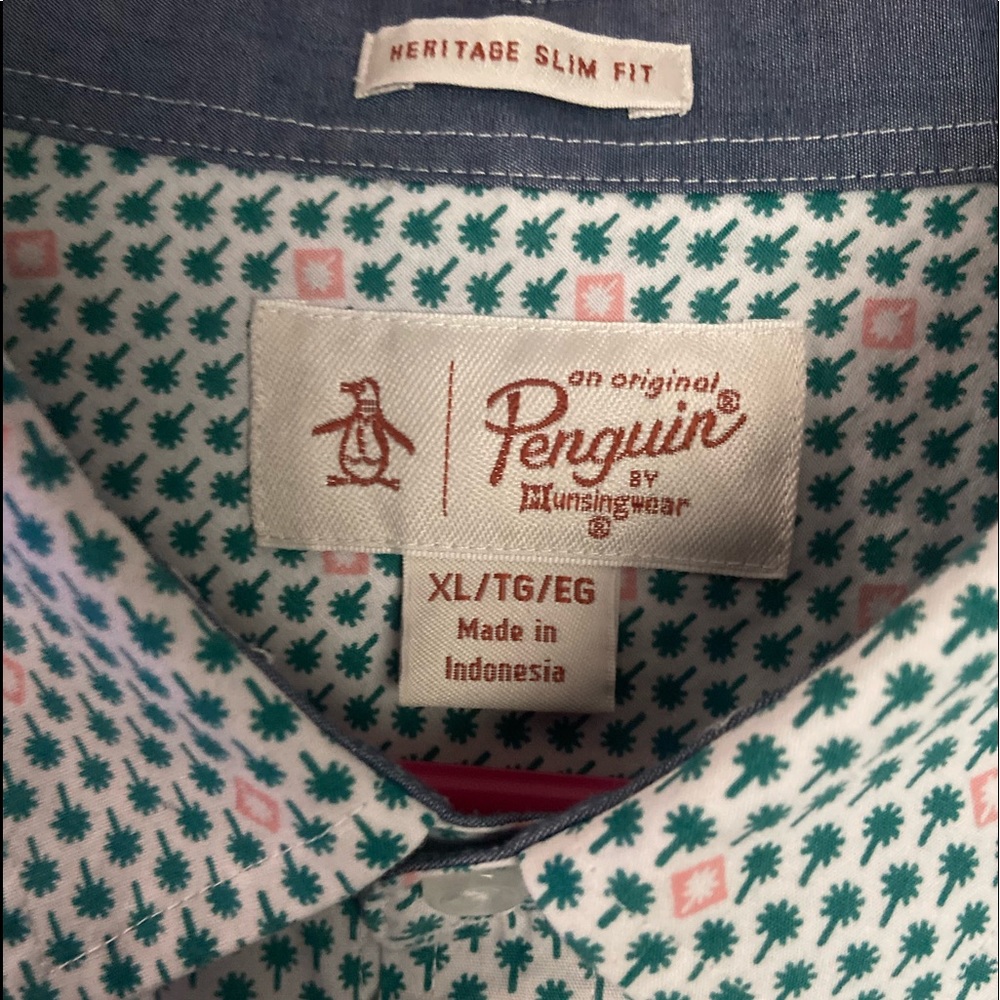 HERITAGE SLIM FIT
an original
Penguin®
BY
Munsingwear
®
XL/TG/EG
Made in
Indonesia